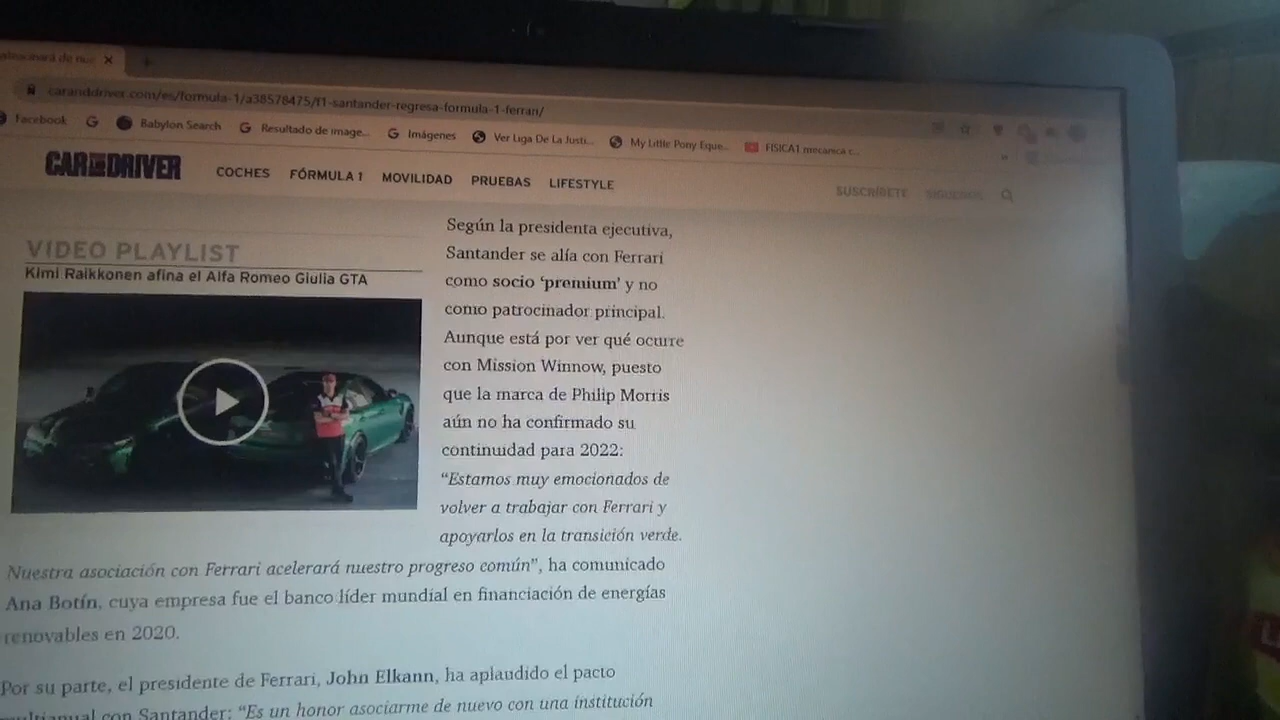 caranddriver.com/es/formula-1/a38578475/f1-santander-regresa-formula-1-ferrari/
Facebook
Babylon Search
Resultado de image...
Imágenes
Ver Liga De La Justi...
My Little Pony Eque...
FISICA1 mecanica c...
CAR AND DRIVER
COCHES
FÓRMULA 1
MOVILIDAD
PRUEBAS
LIFESTYLE
SUSCRÍBETE
SÍGUENOS
VIDEO PLAYLIST
Kimi Raikkonen afina el Alfa Romeo Giulia GTA
Según la presidenta ejecutiva,
Santander se alía con Ferrari
como socio ‘premium’ y no
como patrocinador principal.
Aunque está por ver qué ocurre
con Mission Winnow, puesto
que la marca de Philip Morris
aún no ha confirmado su
continuidad para 2022:
“Estamos muy emocionados de
volver a trabajar con Ferrari y
apoyarlos en la transición verde.
Nuestra asociación con Ferrari acelerará nuestro progreso común”, ha comunicado
Ana Botín, cuya empresa fue el banco líder mundial en financiación de energías
renovables en 2020.
Por su parte, el presidente de Ferrari, John Elkann, ha aplaudido el pacto
multianual con Santander: “Es un honor asociarme de nuevo con una institución